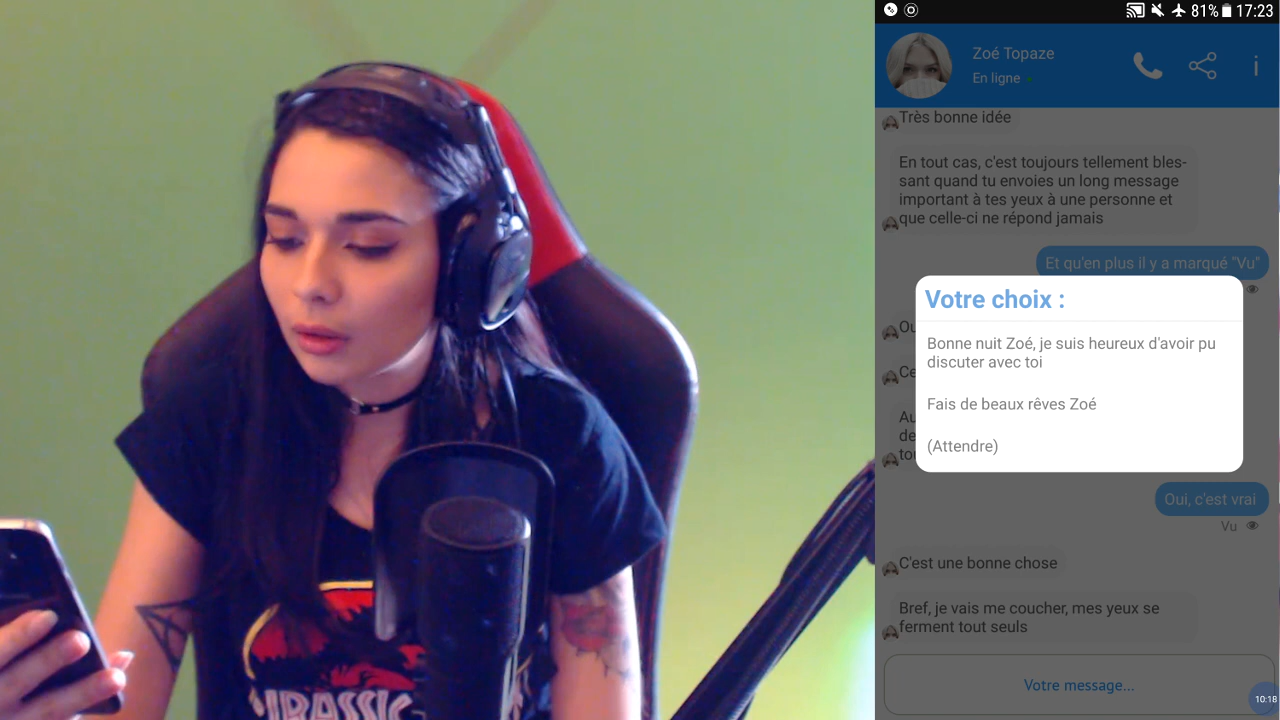 81% 17:23
Zoé Topaze
En ligne
Très bonne idée
En tout cas, c'est toujours tellement bles-
sant quand tu envoies un long message
important à tes yeux à une personne et
que celle-ci ne répond jamais
Et qu'en plus il y a marqué "Vu"
Votre choix :
Bonne nuit Zoé, je suis heureux d'avoir pu
discuter avec toi
Fais de beaux rêves Zoé
(Attendre)
Oui, c'est vrai
Vu
C'est une bonne chose
Bref, je vais me coucher, mes yeux se
ferment tout seuls
Votre message...
10:18
JURASSIC